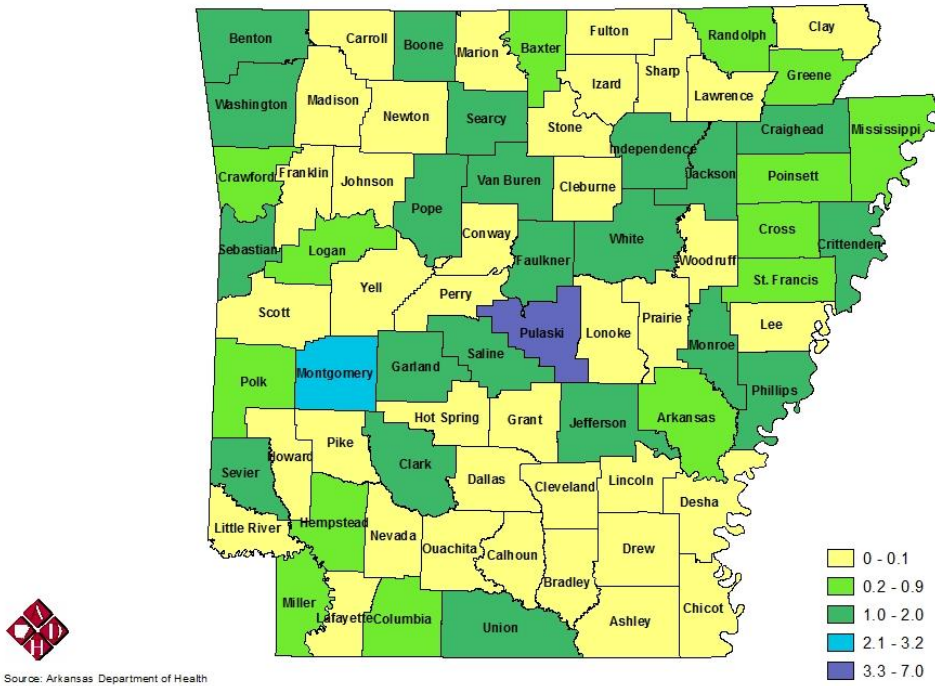 Benton
Carroll
Boone
Marion
Baxter
Fulton
Randolph
Clay
Sharp
Izard
Greene
Lawrence
Washington
Madison
Newton
Searcy
Stone
Independence
Jackson
Craighead
Mississippi
Crawford
Franklin
Johnson
Van Buren
Cleburne
Poinsett
Pope
Conway
White
Cross
Crittenden
Sebastian
Logan
Faulkner
Woodruff
St. Francis
Yell
Perry
Scott
Pulaski
Lonoke
Prairie
Lee
Monroe
Montgomery
Garland
Saline
Polk
Phillips
Hot Spring
Grant
Jefferson
Arkansas
Howard
Pike
Clark
Sevier
Dallas
Cleveland
Lincoln
Desha
Little River
Hempstead
Nevada
Ouachita
Calhoun
Drew
Bradley
Miller
Lafayette
Columbia
Union
Ashley
Chicot
0 - 0.1
0.2 - 0.9
1.0 - 2.0
2.1 - 3.2
3.3 - 7.0
A
D
H
Source: Arkansas Department of Health